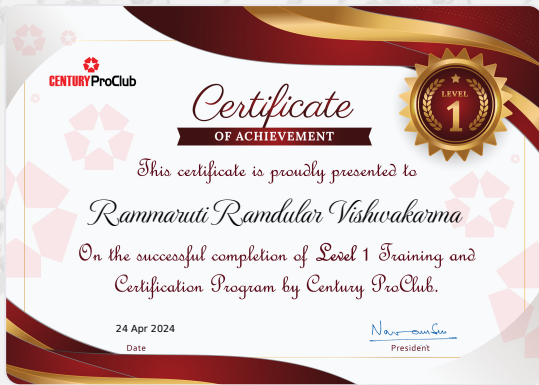 CENTURY ProClub
LEVEL
1
Certificate
OF ACHIEVEMENT
This certificate is proudly presented to
Rammaruti Ramdular Vishwakarma
On the successful completion of Level 1 Training and
Certification Program by Century ProClub.
24 Apr 2024
Date
President